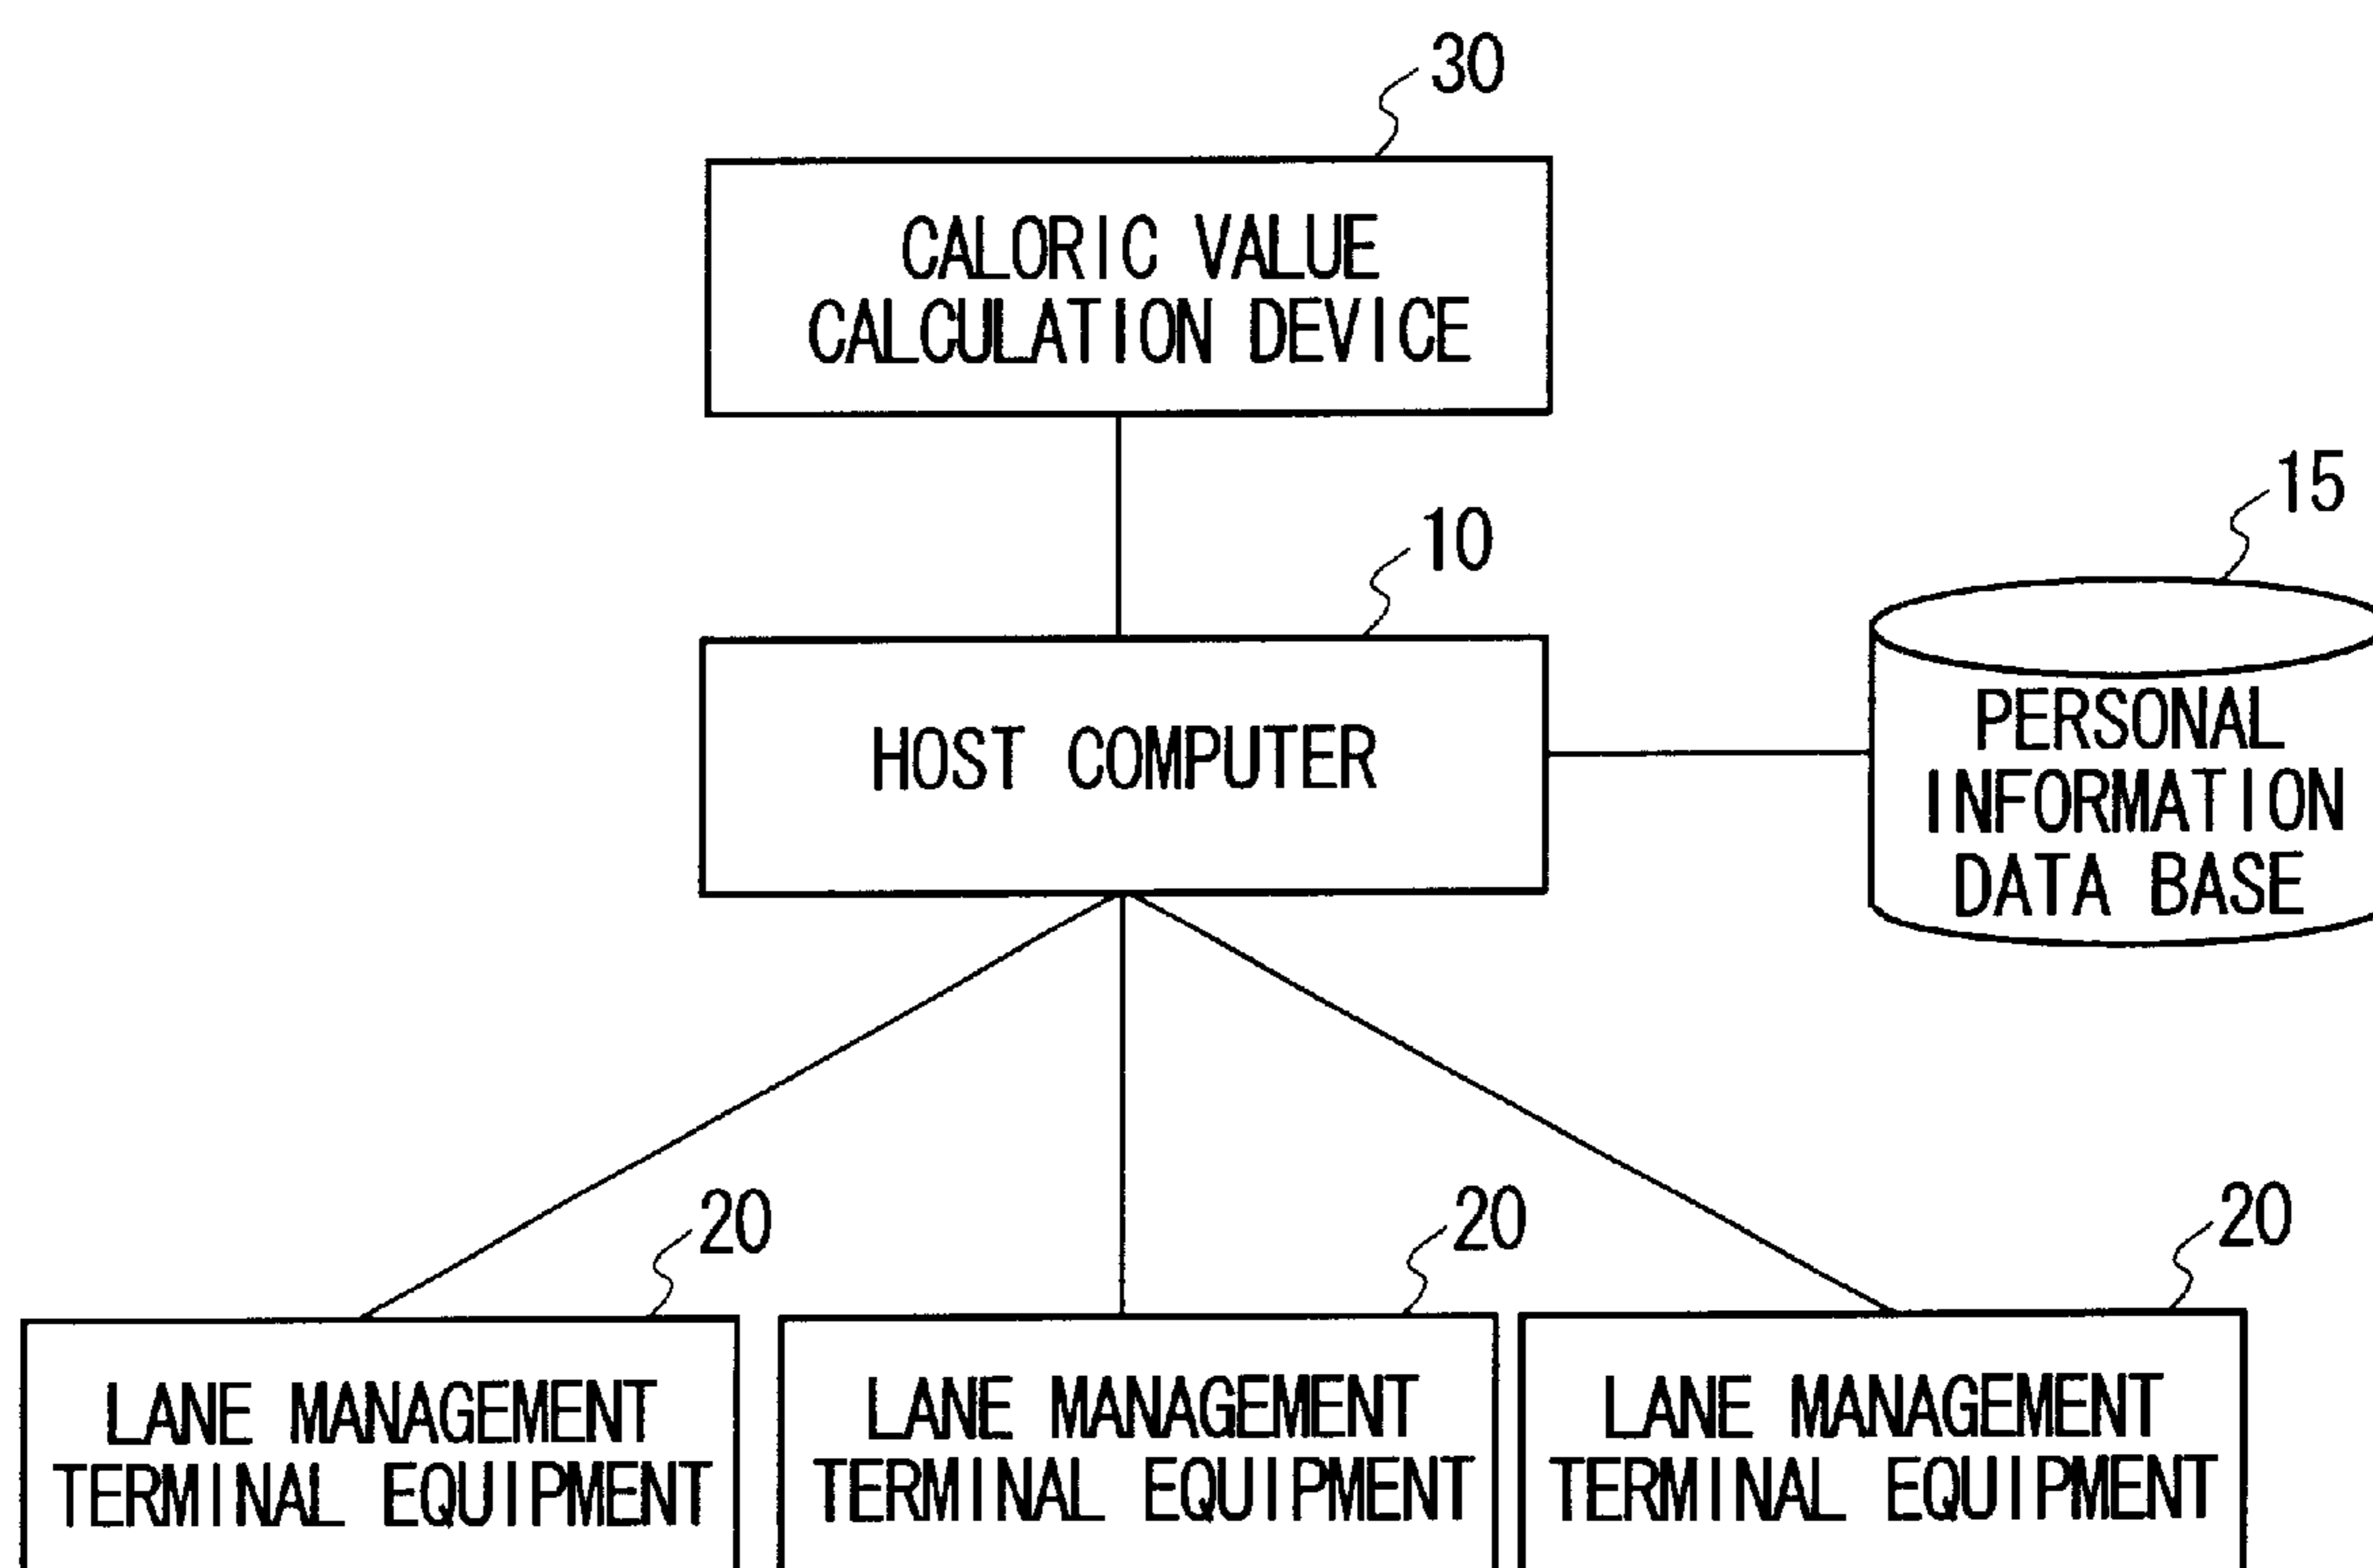 30
CALORIC VALUE
CALCULATION DEVICE
10
15
HOST COMPUTER
PERSONAL
INFORMATION
DATA BASE
20
20
20
LANE MANAGEMENT
TERMINAL EQUIPMENT
LANE MANAGEMENT
TERMINAL EQUIPMENT
LANE MANAGEMENT
TERMINAL EQUIPMENT